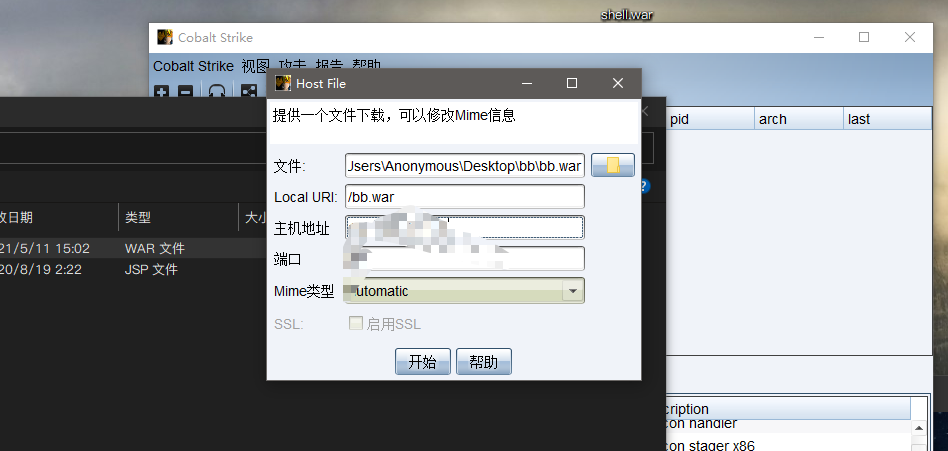 shell.war
Cobalt Strike
Cobalt Strike 视图 攻击 报告 帮助
Host File
提供一个文件下载，可以修改Mime信息
pid arch last
文件: Jsers\Anonymous\Desktop\bb\bb.war
Local URI: /bb.war
主机地址
端口
Mime类型 utomatic
SSL: 启用SSL
开始 帮助
改日期 类型 大小
21/5/11 15:02 WAR 文件
20/8/19 2:22 JSP 文件
cription
con handler
con stager x86